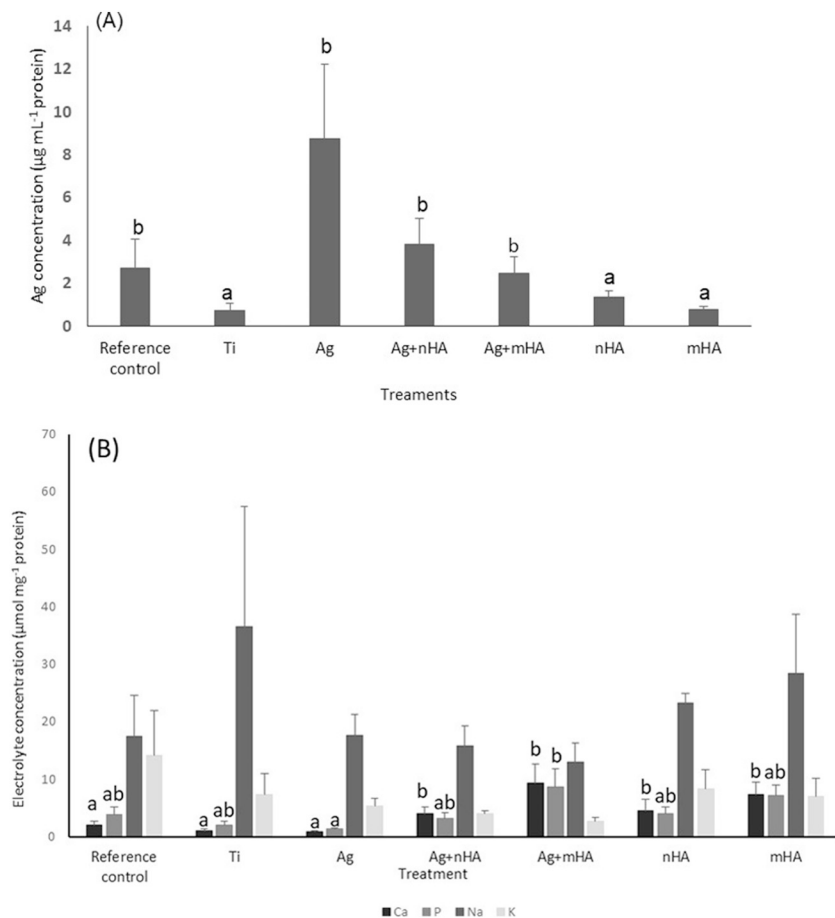 (A)
Ag concentration (µg mL⁻¹ protein)
14
12
10
8
6
4
2
0
b
a
b
b
b
a
a
Reference control
Ti
Ag
Ag+nHA
Ag+mHA
nHA
mHA
Treaments
(B)
Electrolyte concentration (µmol mg⁻¹ protein)
70
60
50
40
30
20
10
0
a ab
a ab
a a
b ab
b b
b ab
b ab
Reference control
Ti
Ag
Ag+nHA
Ag+mHA
nHA
mHA
Treatment
Ca P Na K